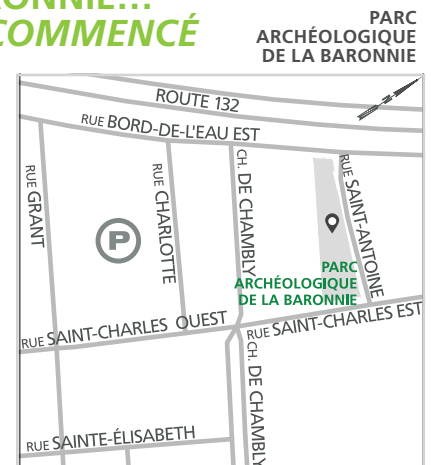 RONNIE...
COMMENCÉ
PARC
ARCHÉOLOGIQUE
DE LA BARONNIE
ROUTE 132
RUE BORD-DE-L'EAU EST
RUE GRANT
P
RUE CHARLOTTE
CH. DE CHAMBLY
RUE SAINT-ANTOINE
PARC
ARCHÉOLOGIQUE
DE LA BARONNIE
RUE SAINT-CHARLES OUEST
RUE SAINT-CHARLES EST
CH. DE CHAMBLY
RUE SAINTE-ÉLISABETH